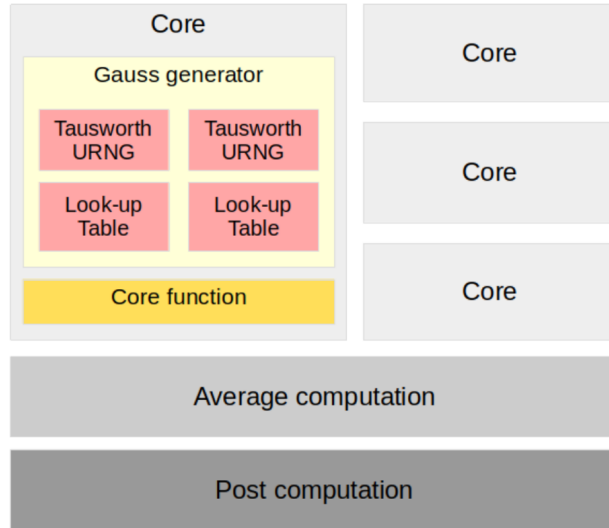 Core
Gauss generator
Tausworth
URNG
Tausworth
URNG
Look-up
Table
Look-up
Table
Core function
Core
Core
Core
Average computation
Post computation